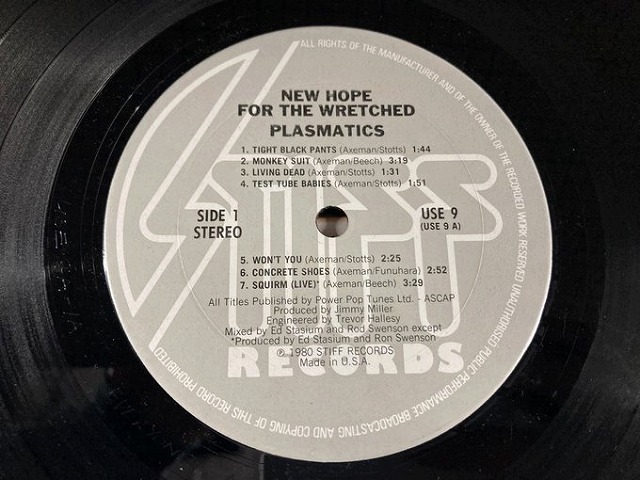 ALL RIGHTS OF THE MANUFACTURER AND OF THE OWNER OF THE RECORDED WORK RESERVED UNAUTHORISED PUBLIC PERFORMANCE BROADCASTING AND COPYING OF THIS RECORD PROHIBITED
NEW HOPE
FOR THE WRETCHED
PLASMATICS
1. TIGHT BLACK PANTS (Axeman/Stotts) 1:44
2. MONKEY SUIT (Axeman/Beech) 3:19
3. LIVING DEAD (Axeman/Stotts) 1:31
4. TEST TUBE BABIES (Axeman/Stotts) 1:51
STIFF
SIDE 1
STEREO
USE 9
(USE 9 A)
5. WON'T YOU (Axeman/Stotts) 2:25
6. CONCRETE SHOES (Axeman/Funuhara) 2:52
7. SQUIRM (LIVE)* (Axeman/Beech) 3:29
All Titles Published by Power Pop Tunes Ltd. - ASCAP
Produced by Jimmy Miller
Engineered by Trevor Hallesy
Mixed by Ed Stasium and Rod Swenson except
*Produced by Ed Stasium and Ron Swenson
℗ 1980 STIFF RECORDS
Made in U.S.A.
RECORDS